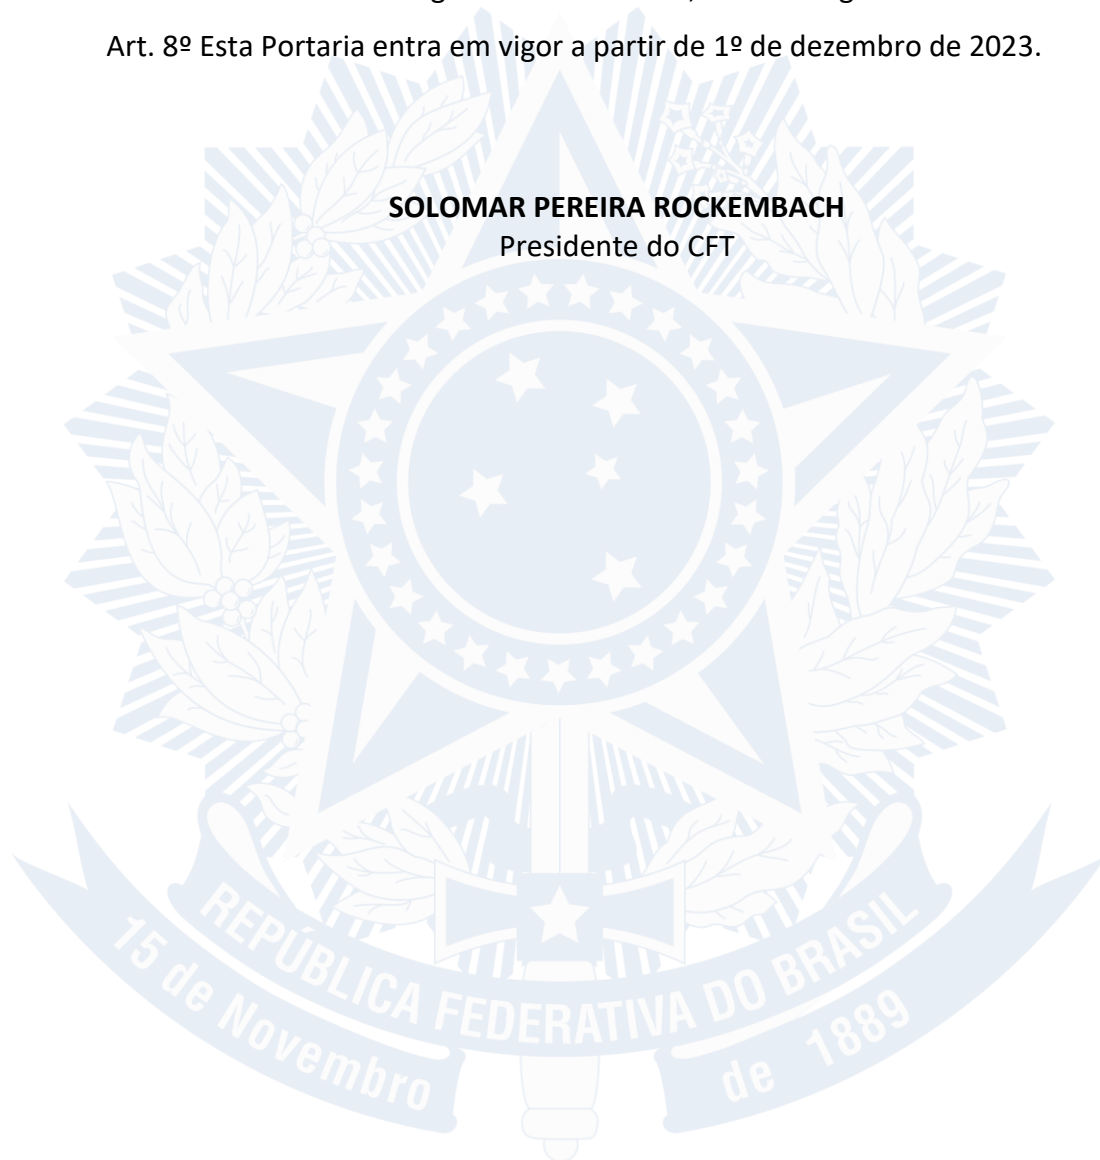 Art. 8º Esta Portaria entra em vigor a partir de 1º de dezembro de 2023.
SOLOMAR PEREIRA ROCKEMBACH
Presidente do CFT
REPÚBLICA FEDERATIVA DO BRASIL
15 de Novembro
de 1889